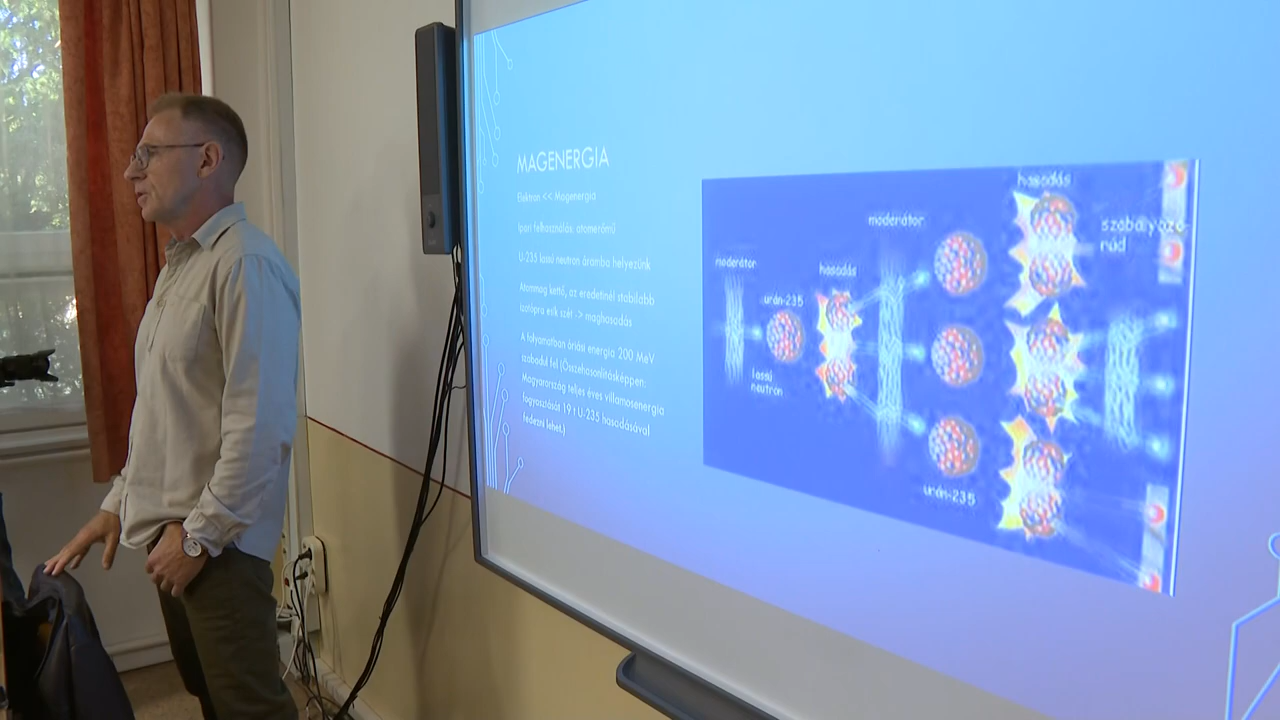 MAGENERGIA
Elektron << Magenergia
Ipari felhasználás: atomerőmű
U-235 lassú neutron áramba helyezünk
Atommag kettő, az eredetinél stabilabb
izotópra esik szét -> maghasadás
A folyamatban óriási energia 200 MeV
szabadul fel (Összehasonlításképpen:
Magyarország teljes éves villamosenergia
fogyasztását 19 t U-235 hasadásával
fedezni lehet.)
moderátor
urán-235
lassú
neutron
hasadás
moderátor
urán-235
hasadás
szabályozó
rúd